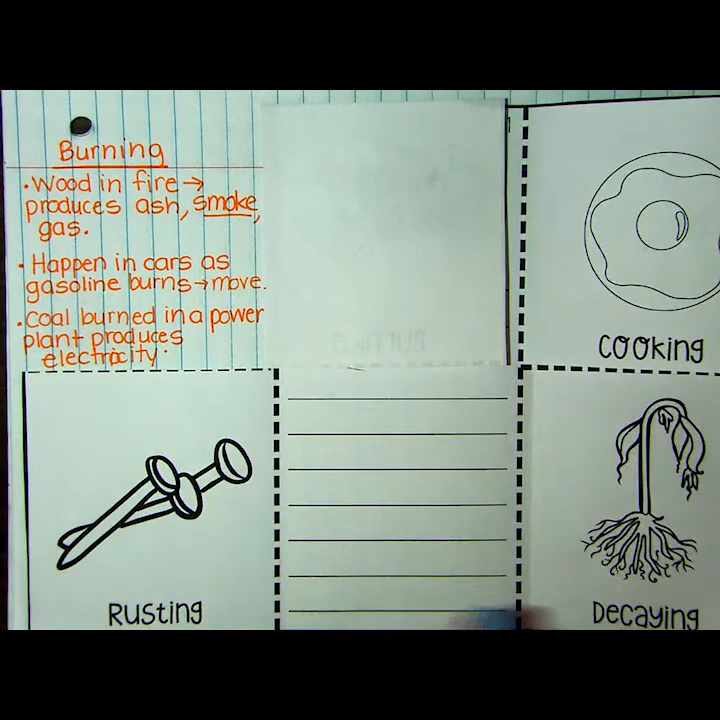 Burning
• Wood in fire →
produces ash, smoke,
gas.
• Happen in cars as
gasoline burns → move.
• Coal burned in a power
plant produces
electricity.
Cooking
Rusting
Decaying